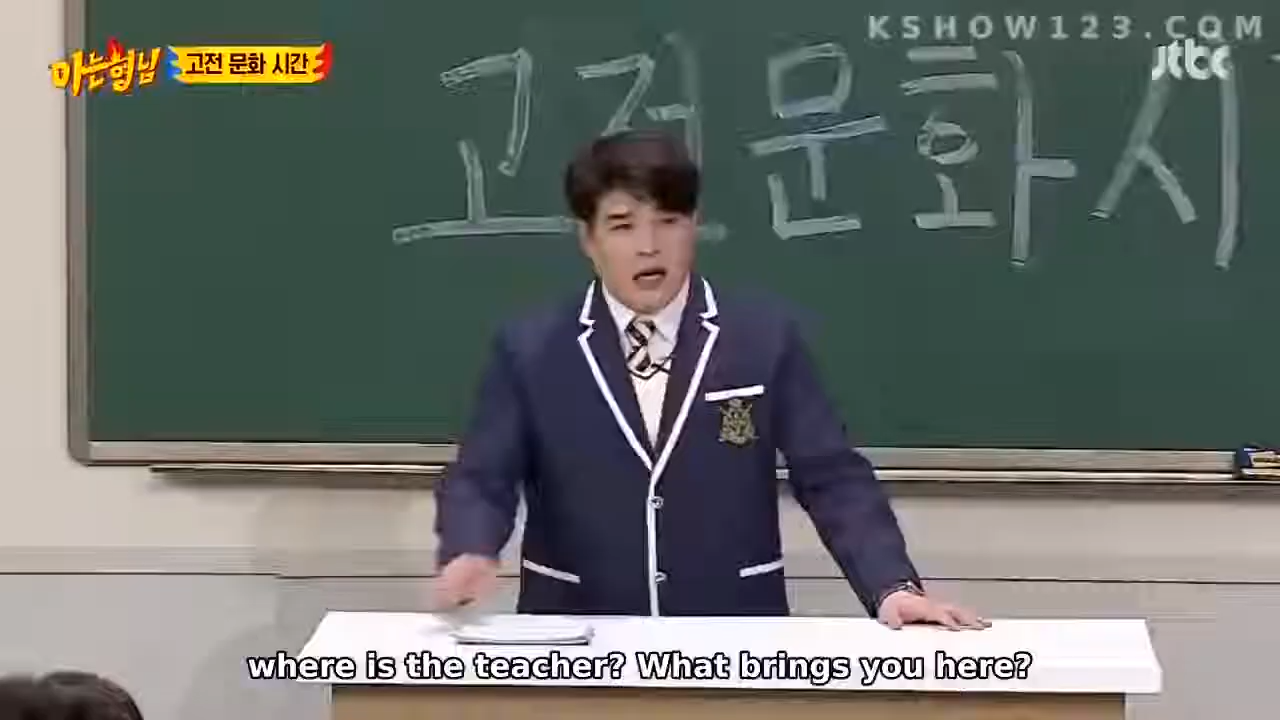 KSHOW123.COM
아는형님 고전 문화 시간
jtbc
고전 문화 시
where is the teacher? What brings you here?